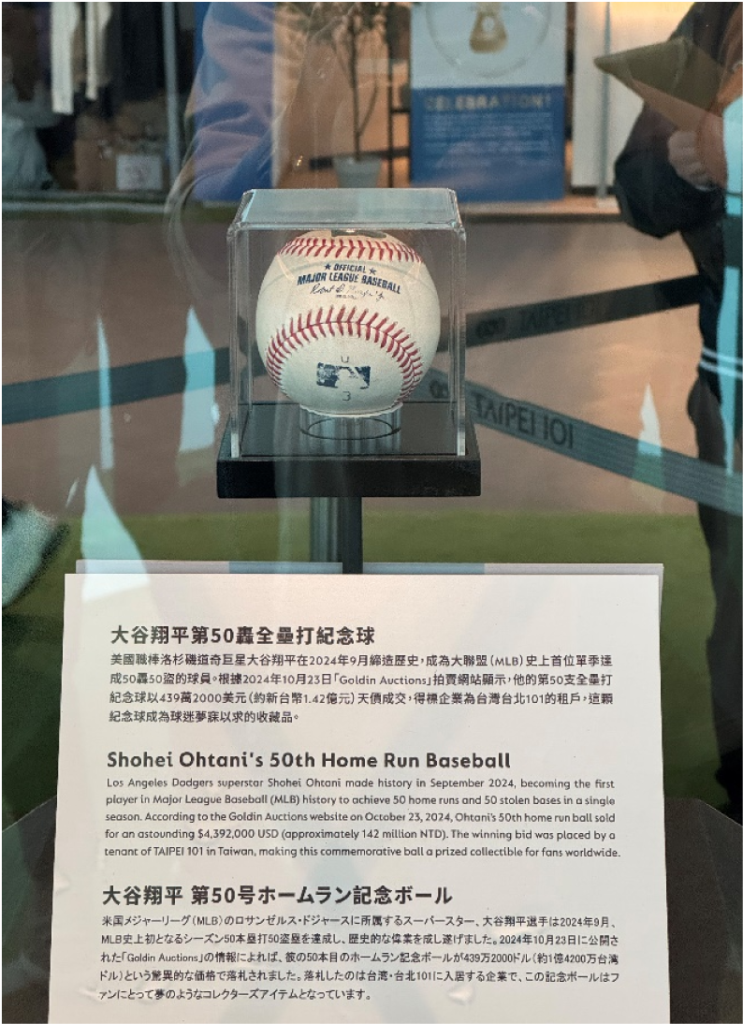 CELEBRATION!
★ OFFICIAL ★
MAJOR LEAGUE BASEBALL
U
3
TAIPEI 101
TAIPEI 101
大谷翔平第50轟全壘打紀念球
美國職棒洛杉磯道奇巨星大谷翔平在2024年9月締造歷史,成為大聯盟(MLB)史上首位單季達
成50轟50盜的球員。根據2024年10月23日「Goldin Auctions」拍賣網站顯示,他的第50支全壘打
紀念球以439萬2000美元(約新台幣1.42億元)天價成交,得標企業為台灣台北101的租戶,這顆
紀念球成為球迷夢寐以求的收藏品。
Shohei Ohtani's 50th Home Run Baseball
Los Angeles Dodgers superstar Shohei Ohtani made history in September 2024, becoming the first
player in Major League Baseball (MLB) history to achieve 50 home runs and 50 stolen bases in a single
season. According to the Goldin Auctions website on October 23, 2024, Ohtani's 50th home run ball sold
for an astounding $4,392,000 USD (approximately 142 million NTD). The winning bid was placed by a
tenant of TAIPEI 101 in Taiwan, making this commemorative ball a prized collectible for fans worldwide.
大谷翔平 第50号ホームラン記念ボール
米国メジャーリーグ(MLB)のロサンゼルス・ドジャースに所属するスーパースター、大谷翔平選手は2024年9月、
MLB史上初となるシーズン50本塁打50盗塁を達成し、歴史的な偉業を成し遂げました。2024年10月23日に公開さ
れた「Goldin Auctions」の情報によれば、彼の50本目のホームラン記念ボールが439万2000ドル(約1億4200万台湾
ドル)という驚異的な価格で落札されました。落札したのは台湾・台北101に入居する企業で、この記念ボールはフ
ァンにとって夢のようなコレクターズアイテムとなっています。